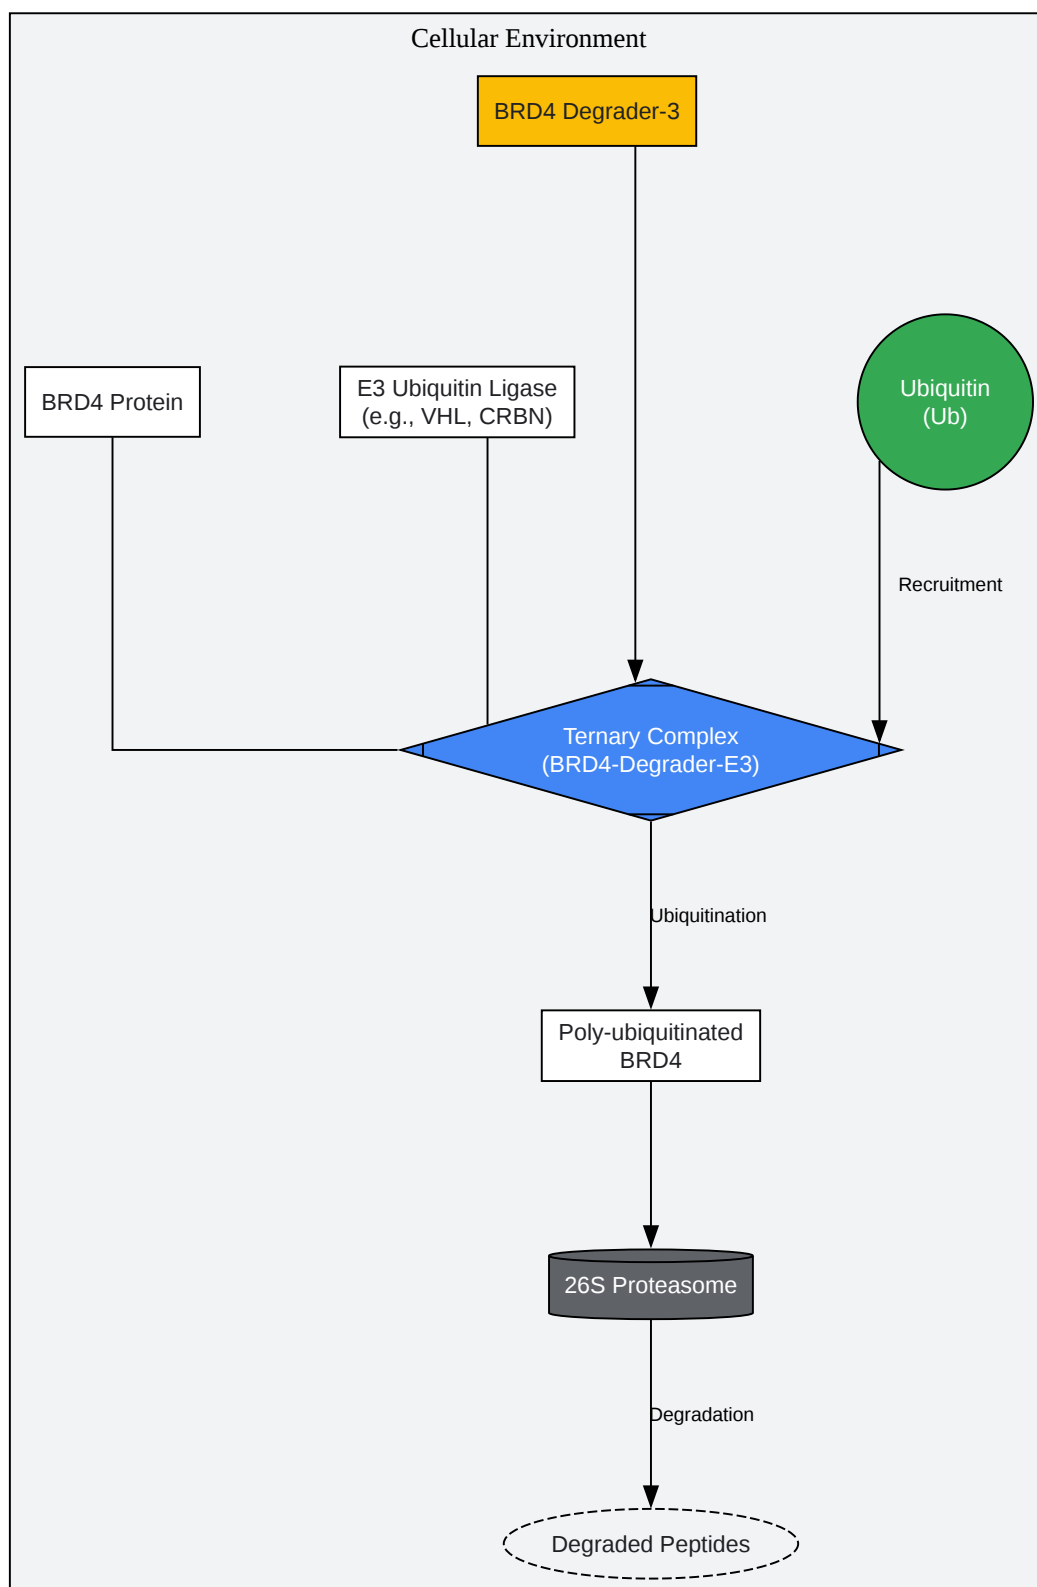 Cellular Environment
BRD4 Degrader-3
BRD4 Protein
E3 Ubiquitin Ligase
(e.g., VHL, CRBN)
Ubiquitin
(Ub)
Recruitment
Ternary Complex
(BRD4-Degrader-E3)
Ubiquitination
Poly-ubiquitinated
BRD4
26S Proteasome
Degradation
Degraded Peptides